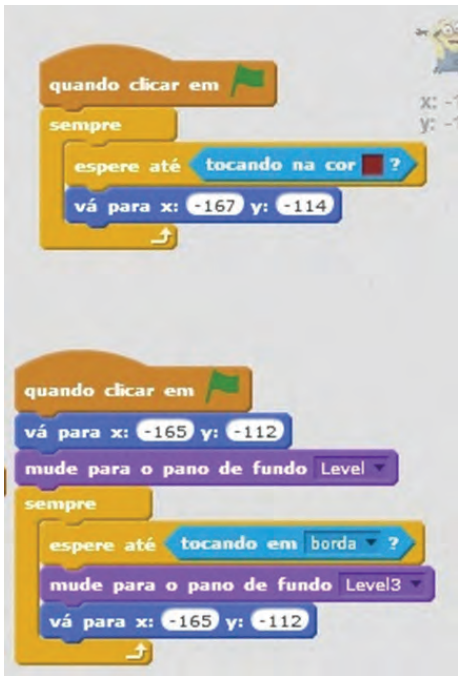 quando clicar em
x: -1
sempre
y: -1
espere até tocando na cor ?
vá para x: -167 y: -114
quando clicar em
vá para x: -165 y: -112
mude para o pano de fundo Level
sempre
espere até tocando em borda ?
mude para o pano de fundo Level3
vá para x: -165 y: -112